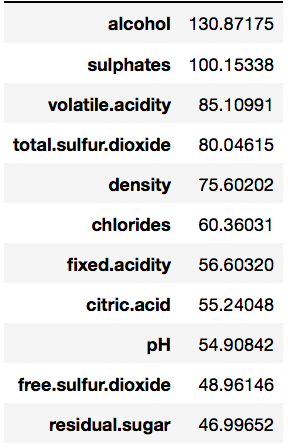 alcohol 130.87175
sulphates 100.15338
volatile.acidity 85.10991
total.sulfur.dioxide 80.04615
density 75.60202
chlorides 60.36031
fixed.acidity 56.60320
citric.acid 55.24048
pH 54.90842
free.sulfur.dioxide 48.96146
residual.sugar 46.99652